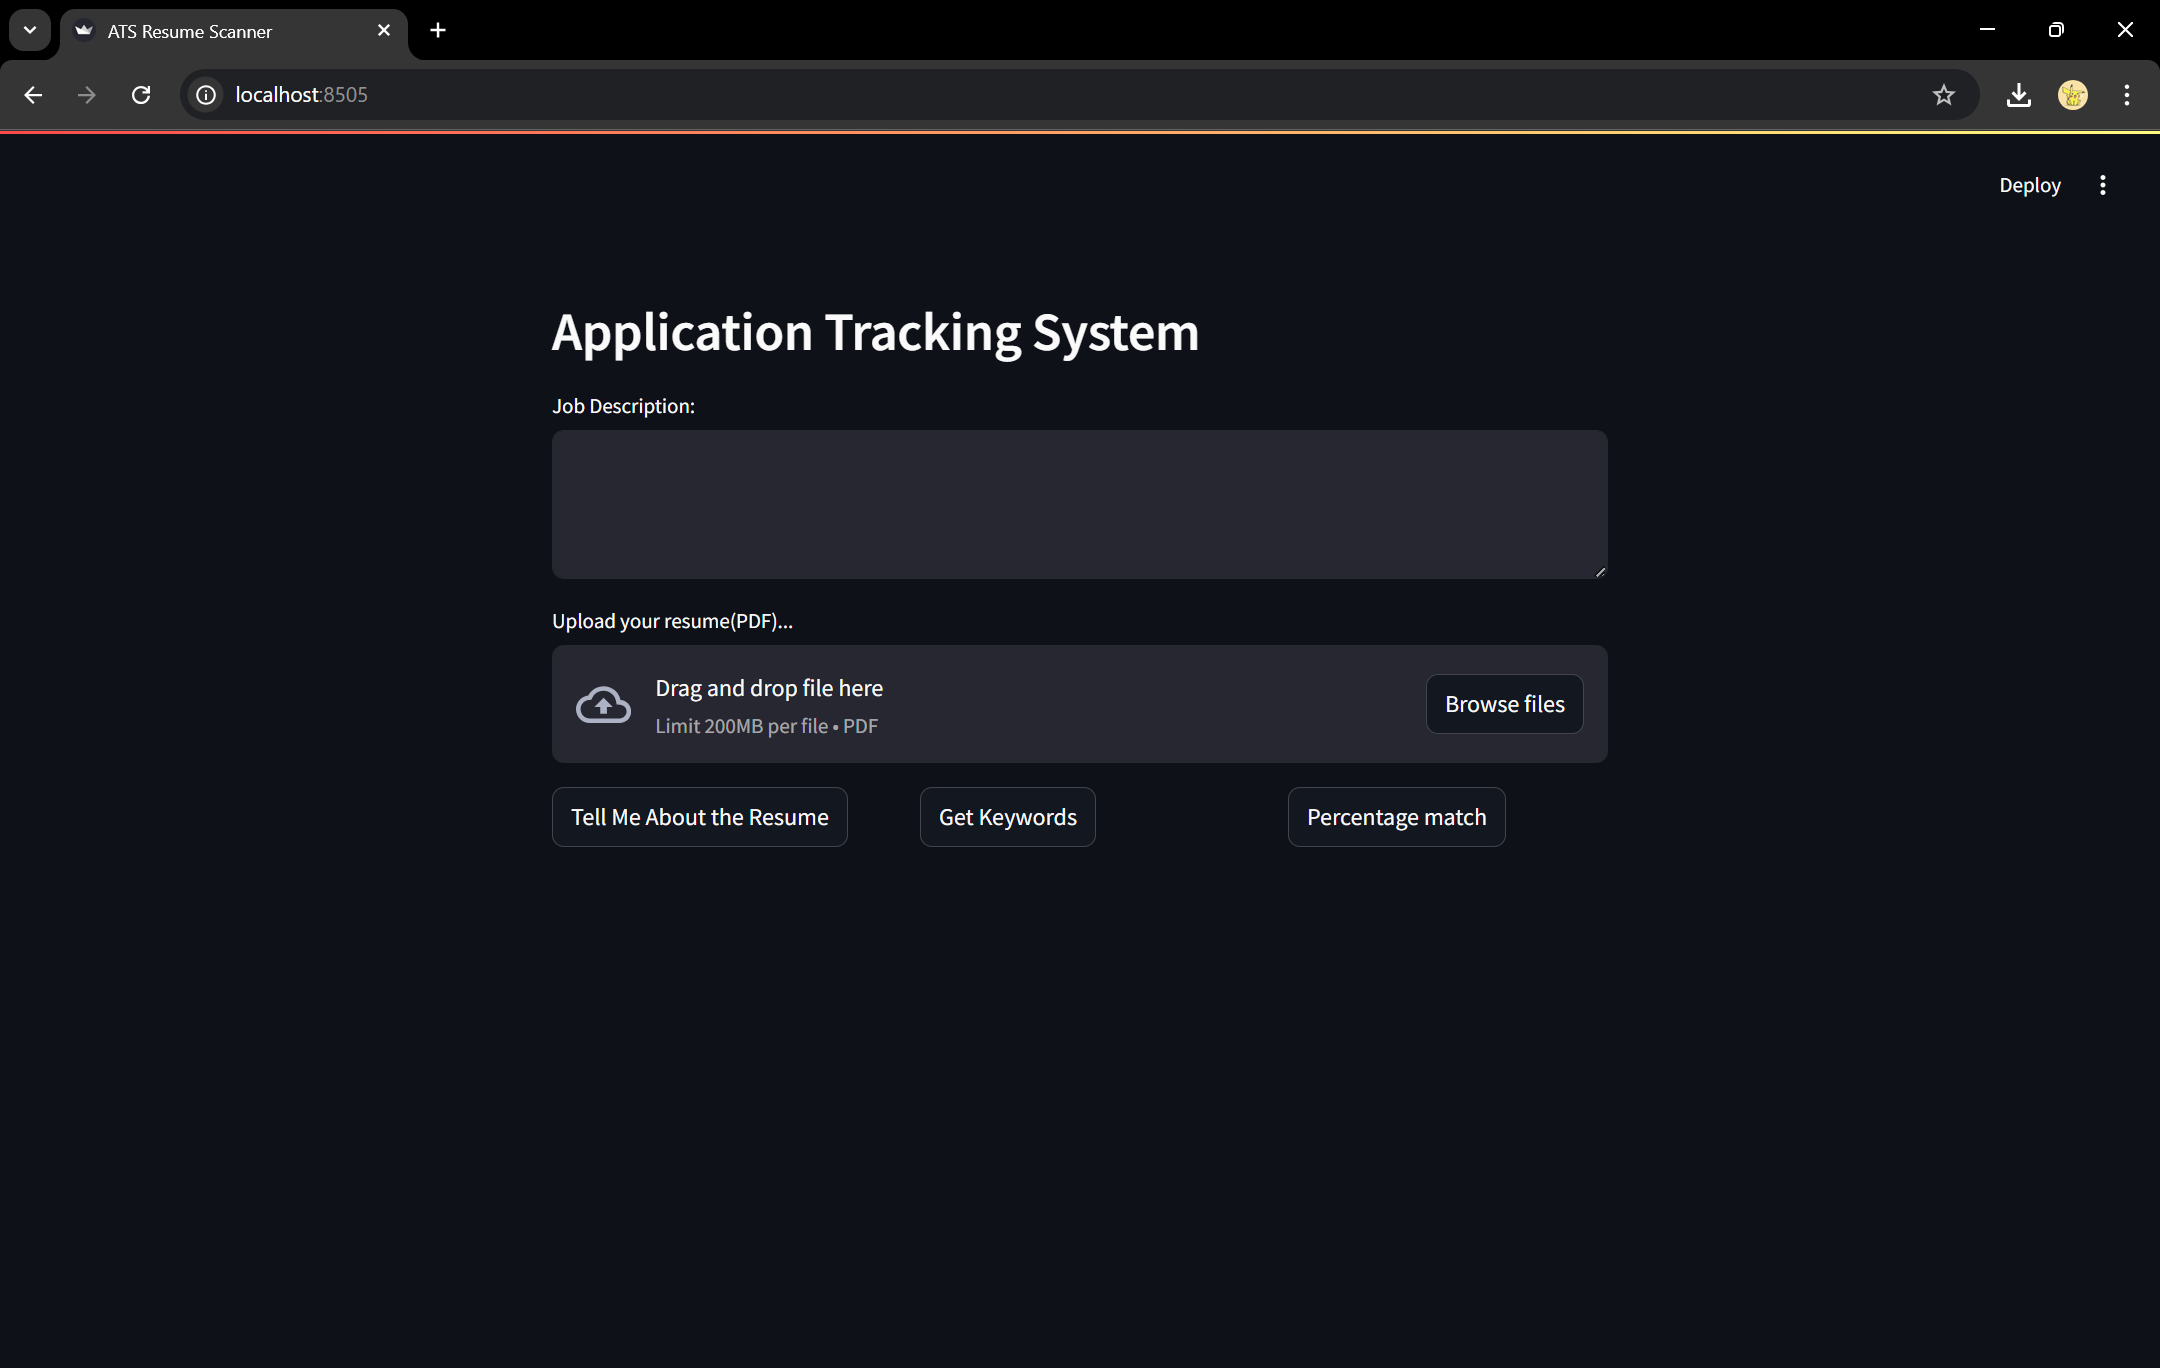 ATS Resume Scanner
localhost:8505
Deploy
Application Tracking System
Job Description:
Upload your resume(PDF)...
Drag and drop file here
Limit 200MB per file • PDF
Browse files
Tell Me About the Resume
Get Keywords
Percentage match